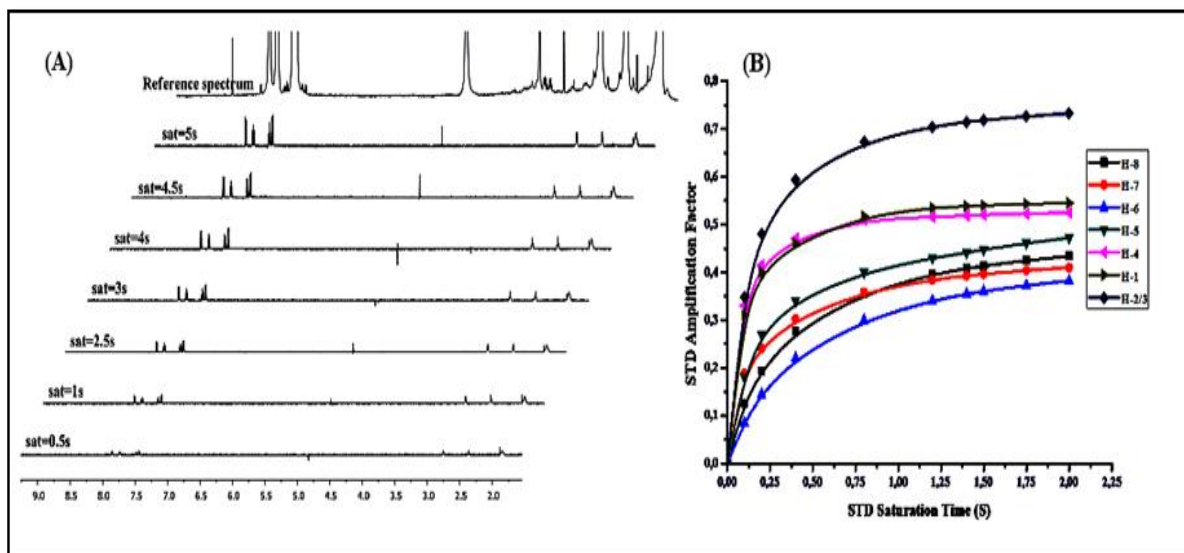 (A)
Reference spectrum
sat=5s
sat=4.5s
sat=4s
sat=3s
sat=2.5s
sat=1s
sat=0.5s
9.0 8.5 8.0 7.5 7.0 6.5 6.0 5.5 5.0 4.5 4.0 3.5 3.0 2.5 2.0
(B)
STD Amplification Factor
0,8
0,7
0,6
0,5
0,4
0,3
0,2
0,1
0,0
0,00 0,25 0,50 0,75 1,00 1,25 1,50 1,75 2,00 2,25
STD Saturation Time (S)
H-8
H-7
H-6
H-5
H-4
H-1
H-2/3